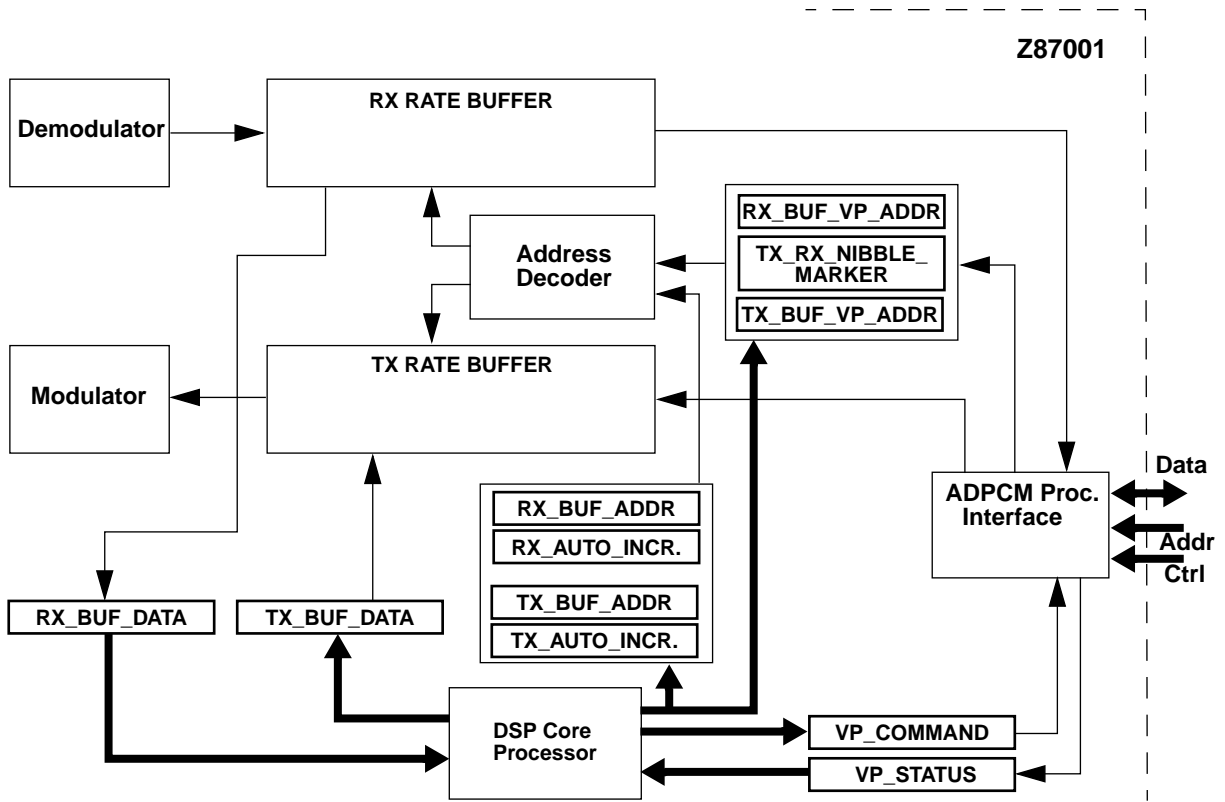 Z87001
RX RATE BUFFER
Demodulator
RX_BUF_VP_ADDR
TX_RX_NIBBLE_
MARKER
TX_BUF_VP_ADDR
Address
Decoder
TX RATE BUFFER
Modulator
Data
ADPCM Proc.
Interface
Addr
Ctrl
RX_BUF_ADDR
RX_AUTO_INCR.
TX_BUF_ADDR
TX_AUTO_INCR.
RX_BUF_DATA
TX_BUF_DATA
DSP Core
Processor
VP_COMMAND
VP_STATUS